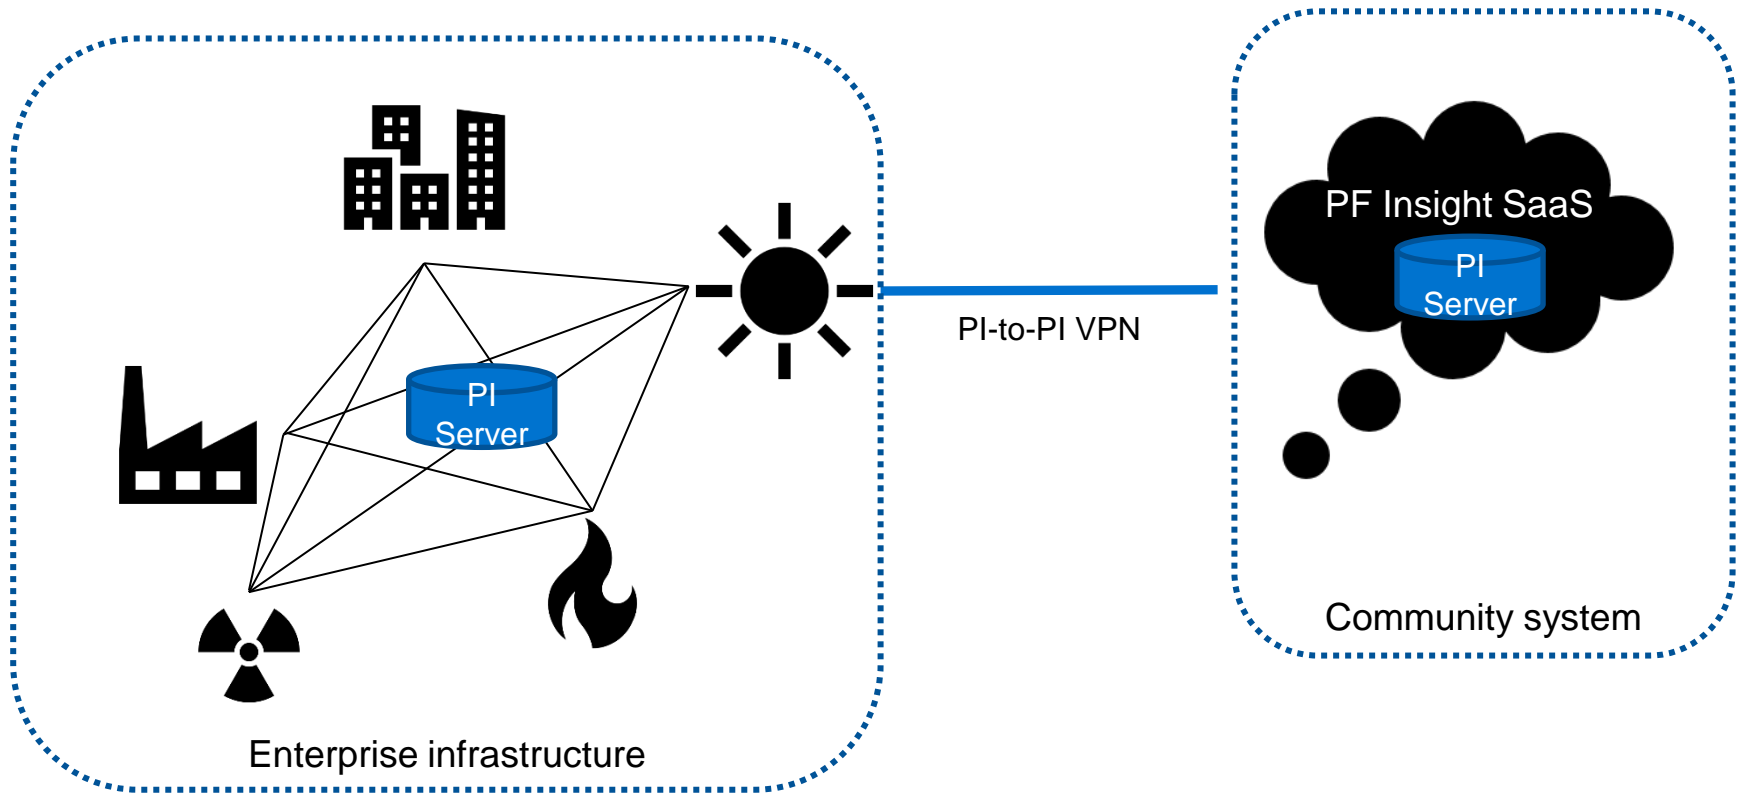 PI
Server
Enterprise infrastructure
PI-to-PI VPN
PF Insight SaaS
PI
Server
Community system